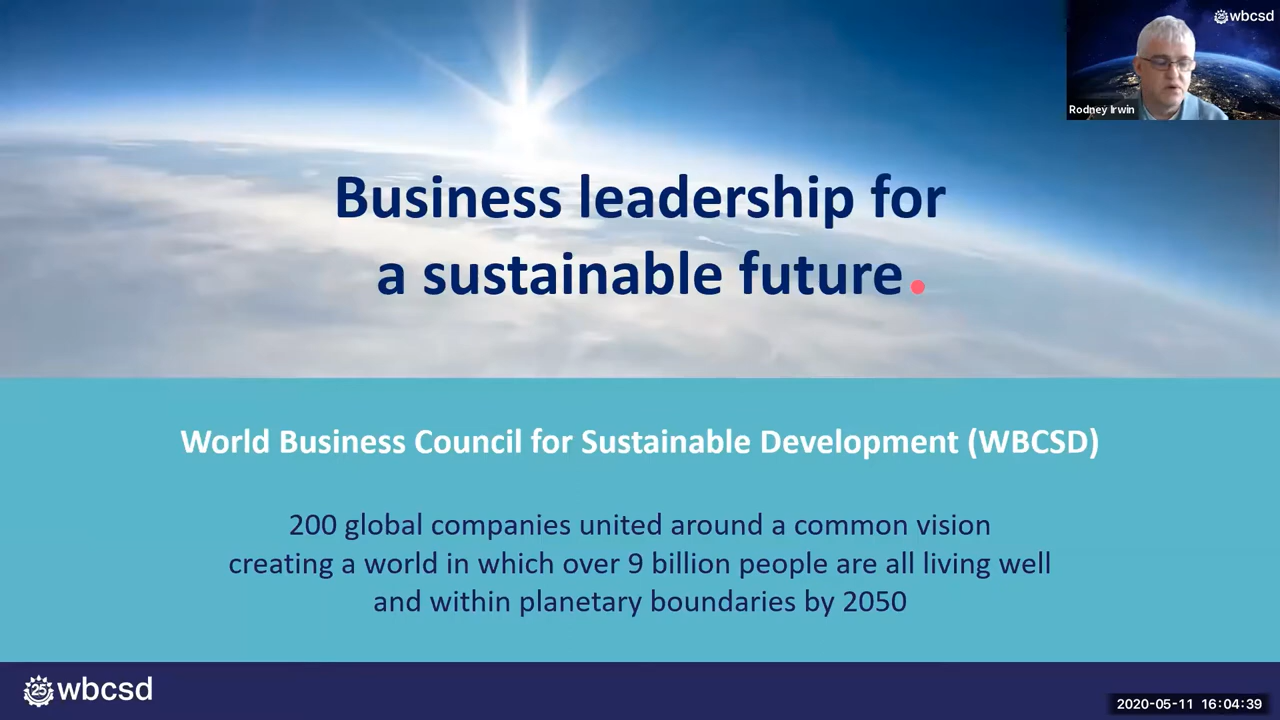 wbcsd
Rodney Irwin
Business leadership for
a sustainable future.
World Business Council for Sustainable Development (WBCSD)
200 global companies united around a common vision
creating a world in which over 9 billion people are all living well
and within planetary boundaries by 2050
25 wbcsd
2020-05-11 16:04:39